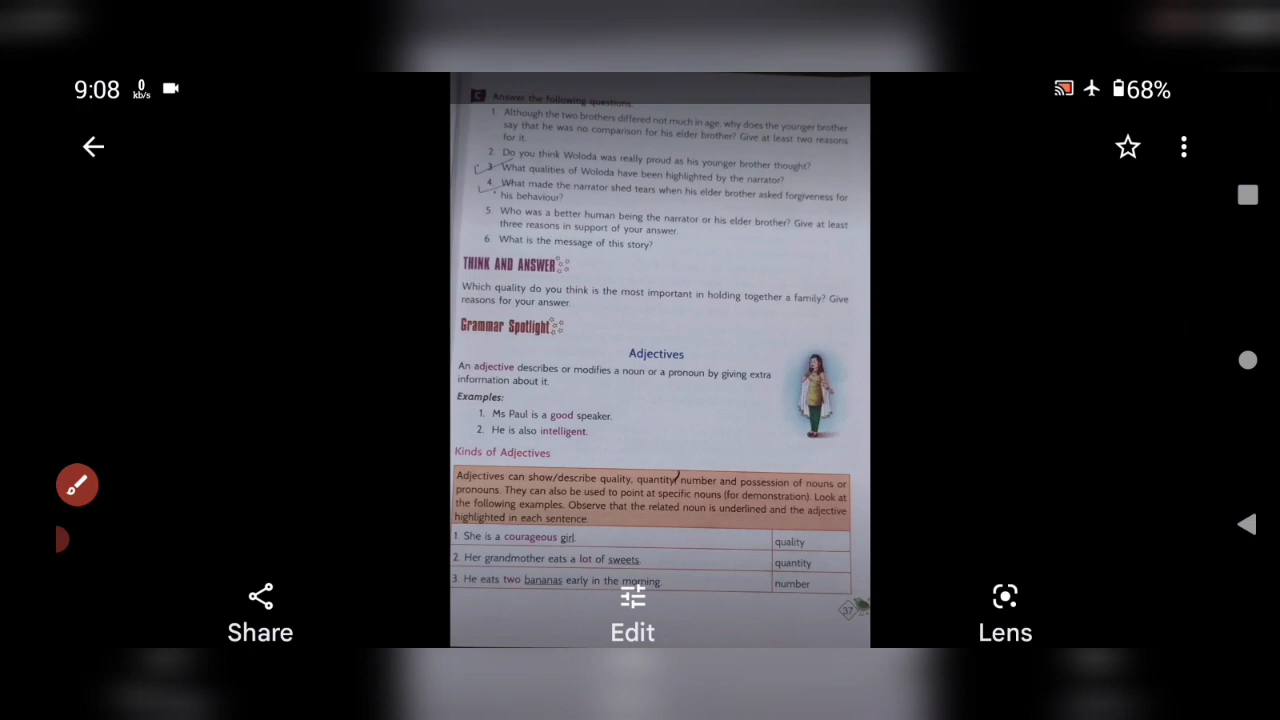 9:08 0 kb/s 68%
C Answer the following questions.
1. Although the two brothers differed not much in age, why does the younger brother
say that he was no comparison for his elder brother? Give at least two reasons
for it.
2. Do you think Woloda was really proud as his younger brother thought?
3. What qualities of Woloda have been highlighted by the narrator?
4. What made the narrator shed tears when his elder brother asked forgiveness for
his behaviour?
5. Who was a better human being the narrator or his elder brother? Give at least
three reasons in support of your answer.
6. What is the message of this story?
THINK AND ANSWER
Which quality do you think is the most important in holding together a family? Give
reasons for your answer.
Grammar Spotlight
Adjectives
An adjective describes or modifies a noun or a pronoun by giving extra
information about it.
Examples:
1. Ms Paul is a good speaker.
2. He is also intelligent.
Kinds of Adjectives
Adjectives can show/describe quality, quantity, number and possession of nouns or
pronouns. They can also be used to point at specific nouns (for demonstration). Look at
the following examples. Observe that the related noun is underlined and the adjective
highlighted in each sentence.
1. She is a courageous girl. quality
2. Her grandmother eats a lot of sweets. quantity
3. He eats two bananas early in the morning. number
37
Share Edit Lens